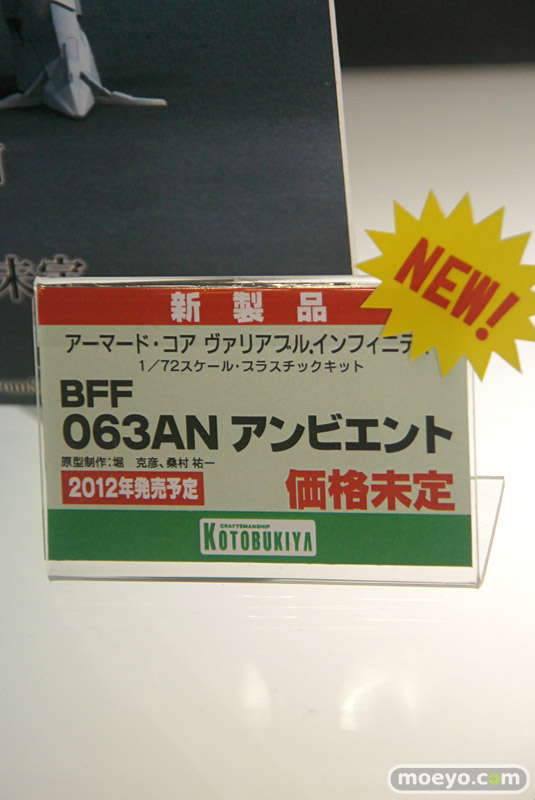 NEW!
新製品
アーマード・コア ヴァリアブル.インフィニティ
1/72スケール・プラスチックキット
BFF
063AN アンビエント
原型制作：堀 克彦、桑村 祐一
2012年発売予定
価格未定
CRAFTSMANSHIP
KOTOBUKIYA
moeyo.com